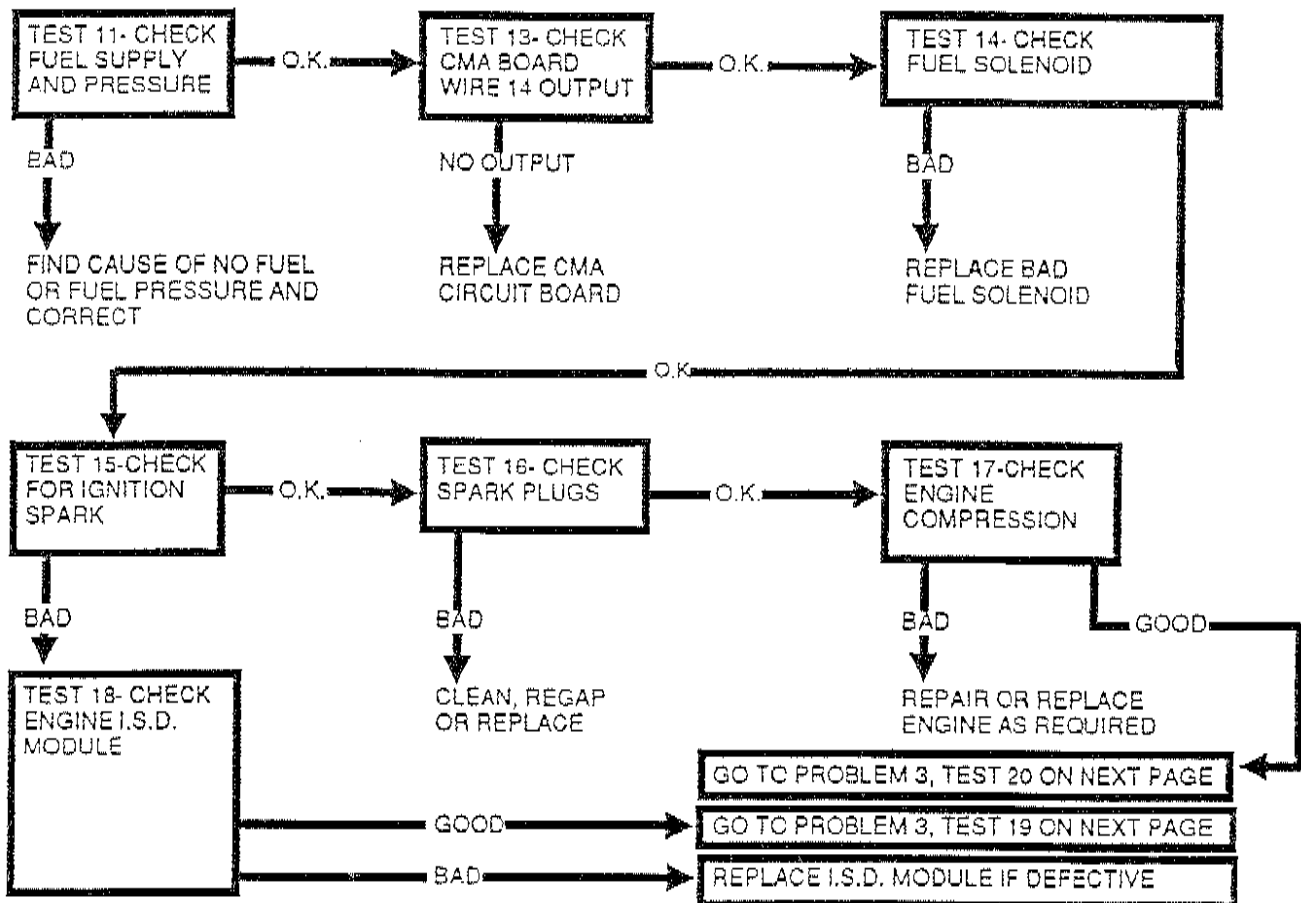 TEST 11- CHECK
FUEL SUPPLY
AND PRESSURE
O.K.
TEST 13- CHECK
CMA BOARD
WIRE 14 OUTPUT
O.K.
TEST 14- CHECK
FUEL SOLENOID
BAD
NO OUTPUT
BAD
FIND CAUSE OF NO FUEL
OR FUEL PRESSURE AND
CORRECT
REPLACE CMA
CIRCUIT BOARD
REPLACE BAD
FUEL SOLENOID
O.K.
TEST 15-CHECK
FOR IGNITION
SPARK
O.K.
TEST 16- CHECK
SPARK PLUGS
O.K.
TEST 17-CHECK
ENGINE
COMPRESSION
BAD
BAD
BAD
GOOD
TEST 18- CHECK
ENGINE I.S.D.
MODULE
CLEAN, REGAP
OR REPLACE
REPAIR OR REPLACE
ENGINE AS REQUIRED
GO TO PROBLEM 3, TEST 20 ON NEXT PAGE
GOOD
GO TO PROBLEM 3, TEST 19 ON NEXT PAGE
BAD
REPLACE I.S.D. MODULE IF DEFECTIVE